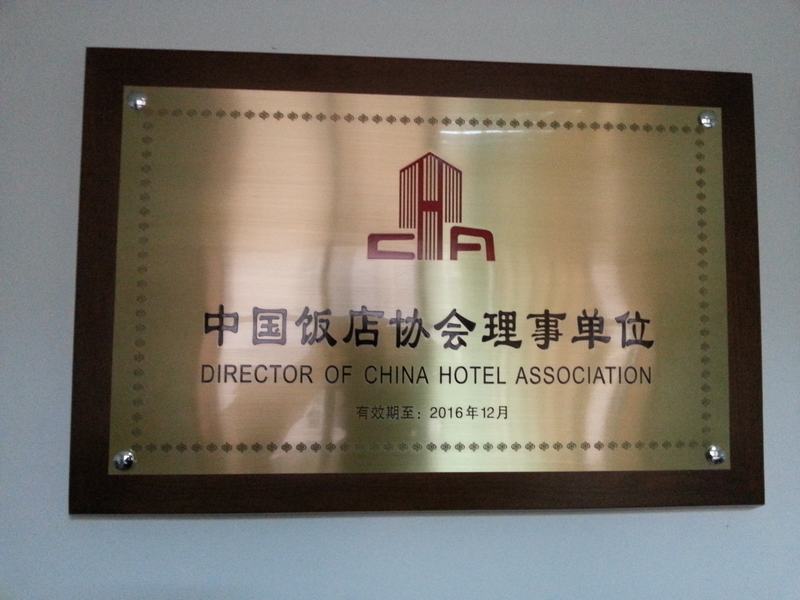 CHA
中国饭店协会理事单位
DIRECTOR OF CHINA HOTEL ASSOCIATION
有效期至：2016年12月